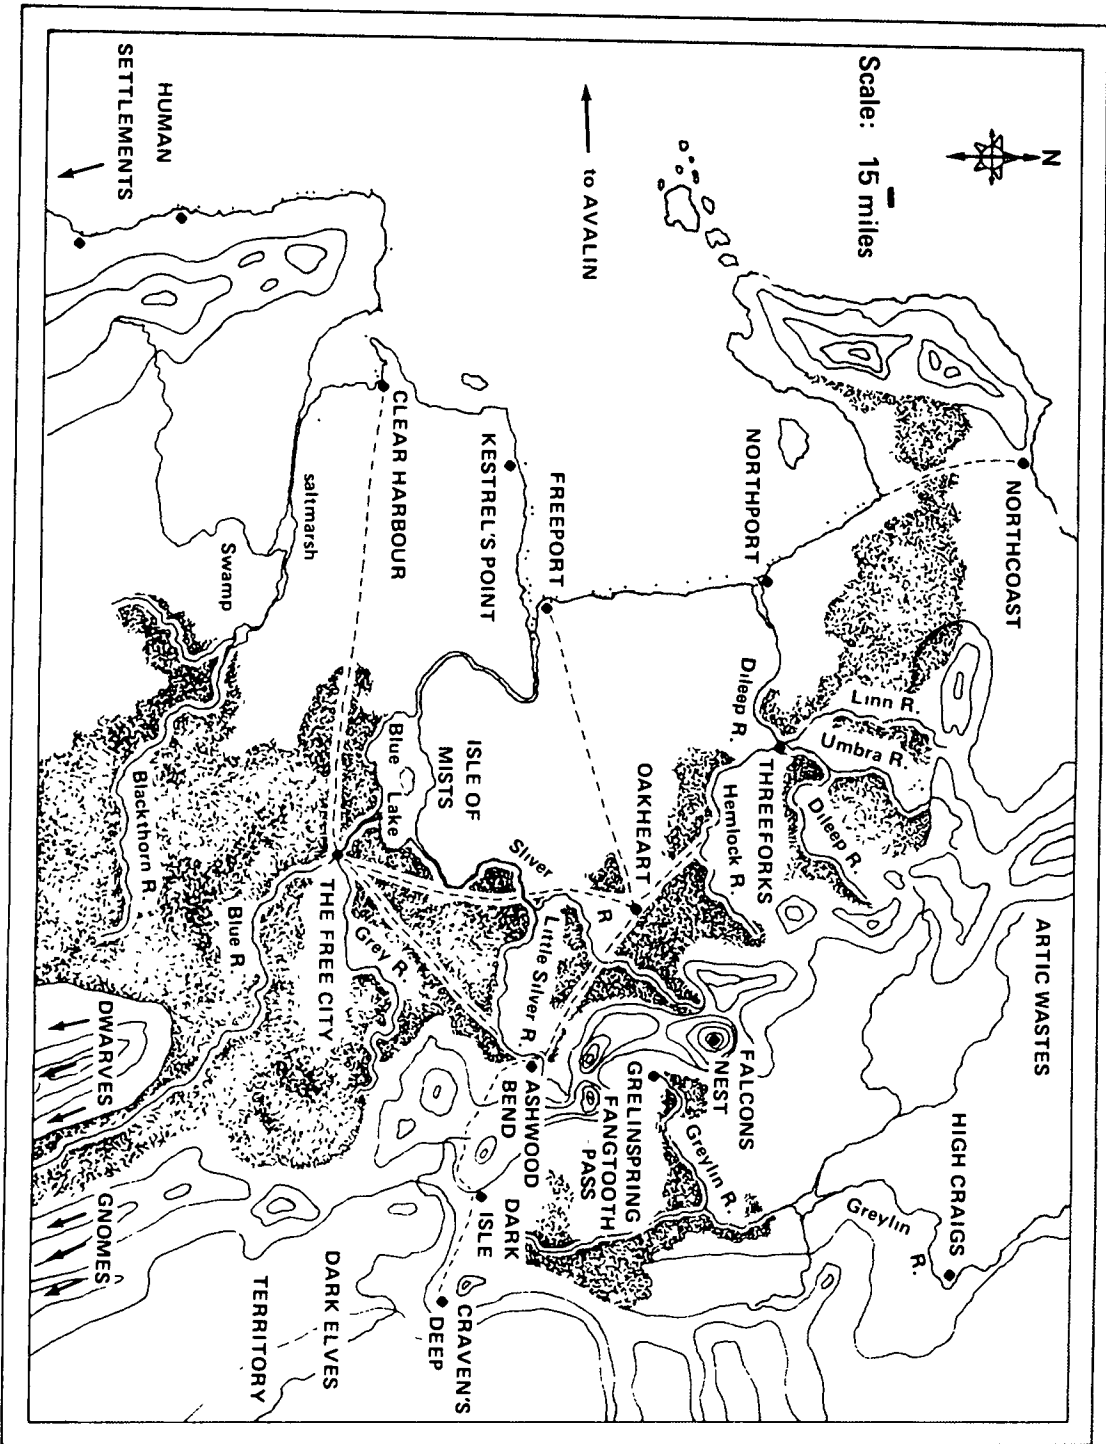 N
Scale: 15 miles
to AVALIN
HUMAN
SETTLEMENTS
NORTHCOAST
NORTHPORT
FREEPORT
KESTREL'S POINT
CLEAR HARBOUR
saltmarsh
Swamp
Linn R.
Umbra R.
Dileep R.
THREEFORKS
Dileep R.
Hemlock R.
OAKHEART
ISLE OF
MISTS
Blue
Lake
Silver
R
Little Silver R.
Blackthorn R.
THE FREE CITY
Blue R.
Grey R.
ARTIC WASTES
FALCONS
NEST
GRELINSPRING
FANGTOOTH
PASS
ASHWOOD
BEND
Greylin R.
HIGH CRAIGS
Greylin
R.
DARK
ISLE
CRAVEN'S
DEEP
DARK ELVES
TERRITORY
DWARVES
GNOMES